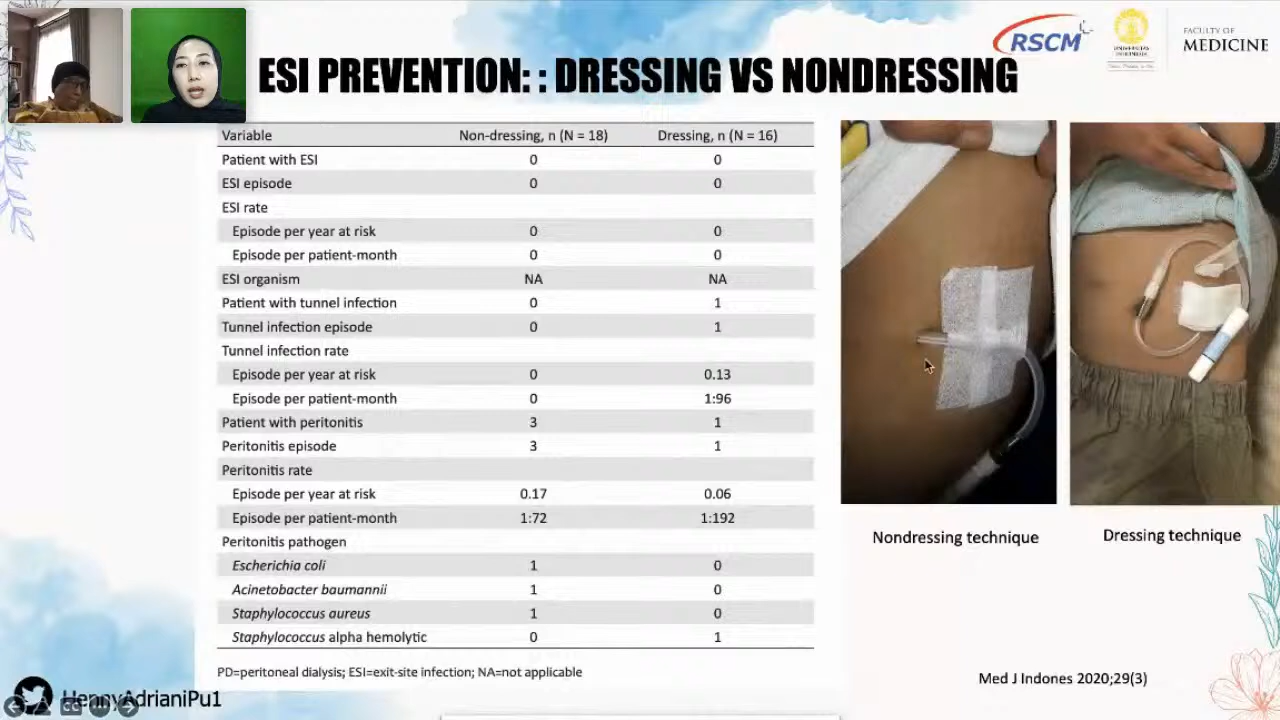 RSCM
UNIVERSITAS
INDONESIA
FACULTY OF
MEDICINE
ESI PREVENTION: : DRESSING VS NONDRESSING
Variable Non-dressing, n (N = 18) Dressing, n (N = 16)
Patient with ESI 0 0
ESI episode 0 0
ESI rate
Episode per year at risk 0 0
Episode per patient-month 0 0
ESI organism NA NA
Patient with tunnel infection 0 1
Tunnel infection episode 0 1
Tunnel infection rate
Episode per year at risk 0 0.13
Episode per patient-month 0 1:96
Patient with peritonitis 3 1
Peritonitis episode 3 1
Peritonitis rate
Episode per year at risk 0.17 0.06
Episode per patient-month 1:72 1:192
Peritonitis pathogen
Escherichia coli 1 0
Acinetobacter baumannii 1 0
Staphylococcus aureus 1 0
Staphylococcus alpha hemolytic 0 1
PD=peritoneal dialysis; ESI=exit-site infection; NA=not applicable
Nondressing technique
Dressing technique
Med J Indones 2020;29(3)
HennyAdrianiPu1